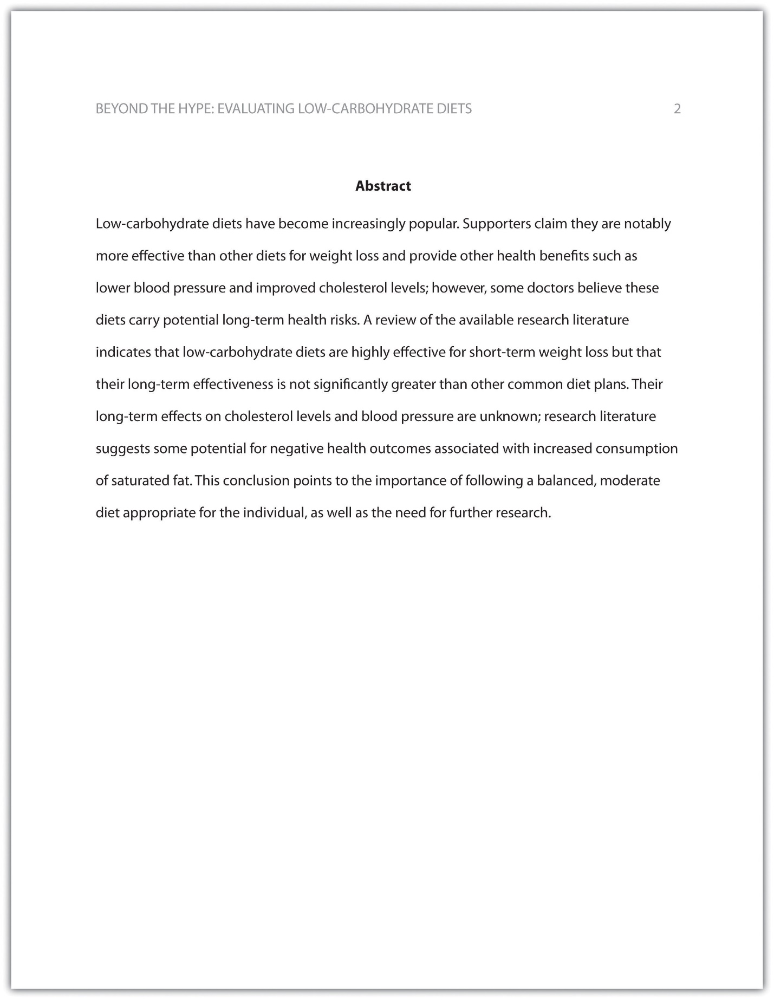 BEYOND THE HYPE: EVALUATING LOW-CARBOHYDRATE DIETS 2
Abstract
Low-carbohydrate diets have become increasingly popular. Supporters claim they are notably
more effective than other diets for weight loss and provide other health benefits such as
lower blood pressure and improved cholesterol levels; however, some doctors believe these
diets carry potential long-term health risks. A review of the available research literature
indicates that low-carbohydrate diets are highly effective for short-term weight loss but that
their long-term effectiveness is not significantly greater than other common diet plans. Their
long-term effects on cholesterol levels and blood pressure are unknown; research literature
suggests some potential for negative health outcomes associated with increased consumption
of saturated fat. This conclusion points to the importance of following a balanced, moderate
diet appropriate for the individual, as well as the need for further research.